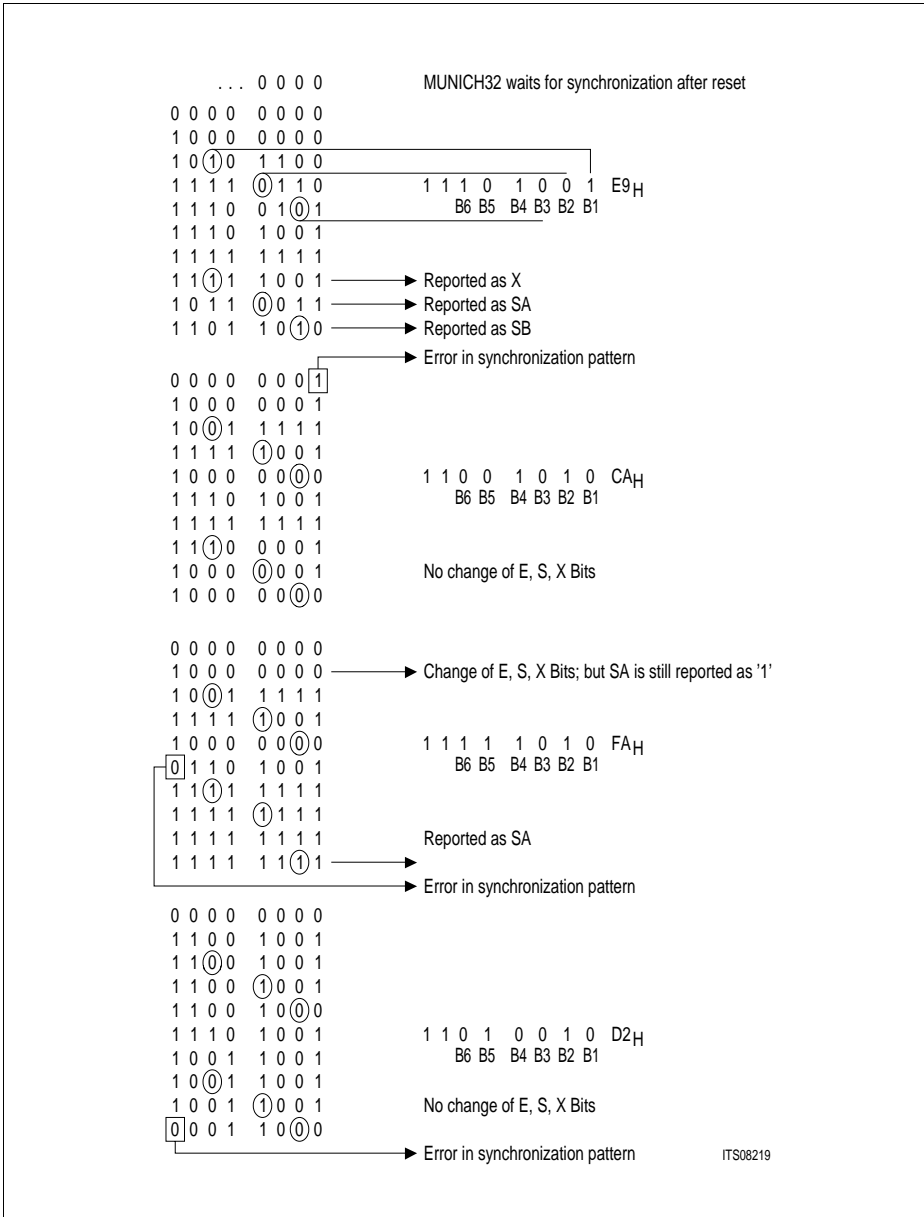 ... 0 0 0 0 MUNICH32 waits for synchronization after reset
0 0 0 0 0 0 0 0
1 0 0 0 0 0 0 0
1 0 1 0 1 1 0 0
1 1 1 1 0 1 1 0 1 1 1 0 1 0 0 1 E9H
1 1 1 0 0 1 0 1 B6 B5 B4 B3 B2 B1
1 1 1 0 1 0 0 1
1 1 1 1 1 1 1 1
1 1 1 1 1 0 0 1 Reported as X
1 0 1 1 0 0 1 1 Reported as SA
1 1 0 1 1 0 1 0 Reported as SB
Error in synchronization pattern
0 0 0 0 0 0 0 1
1 0 0 0 0 0 0 1
1 0 0 1 1 1 1 1
1 1 1 1 1 0 0 1
1 0 0 0 0 0 0 0 1 1 0 0 1 0 1 0 CAH
1 1 1 0 1 0 0 1 B6 B5 B4 B3 B2 B1
1 1 1 1 1 1 1 1
1 1 1 0 0 0 0 1
1 0 0 0 0 0 0 1 No change of E, S, X Bits
1 0 0 0 0 0 0 0
0 0 0 0 0 0 0 0
1 0 0 0 0 0 0 0 Change of E, S, X Bits; but SA is still reported as '1'
1 0 0 1 1 1 1 1
1 1 1 1 1 0 0 1
1 0 0 0 0 0 0 0 1 1 1 1 1 0 1 0 FAH
0 1 1 0 1 0 0 1 B6 B5 B4 B3 B2 B1
1 1 1 1 1 1 1 1
1 1 1 1 1 1 1 1
1 1 1 1 1 1 1 1 Reported as SA
1 1 1 1 1 1 1 1
Error in synchronization pattern
0 0 0 0 0 0 0 0
1 1 0 0 1 0 0 1
1 1 0 0 1 0 0 1
1 1 0 0 1 0 0 1
1 1 0 0 1 0 0 0
1 1 1 0 1 0 0 1 1 1 0 1 0 0 1 0 D2H
1 0 0 1 1 0 0 1 B6 B5 B4 B3 B2 B1
1 0 0 1 1 0 0 1
1 0 0 1 1 0 0 1 No change of E, S, X Bits
0 0 0 1 1 0 0 0
Error in synchronization pattern ITS08219